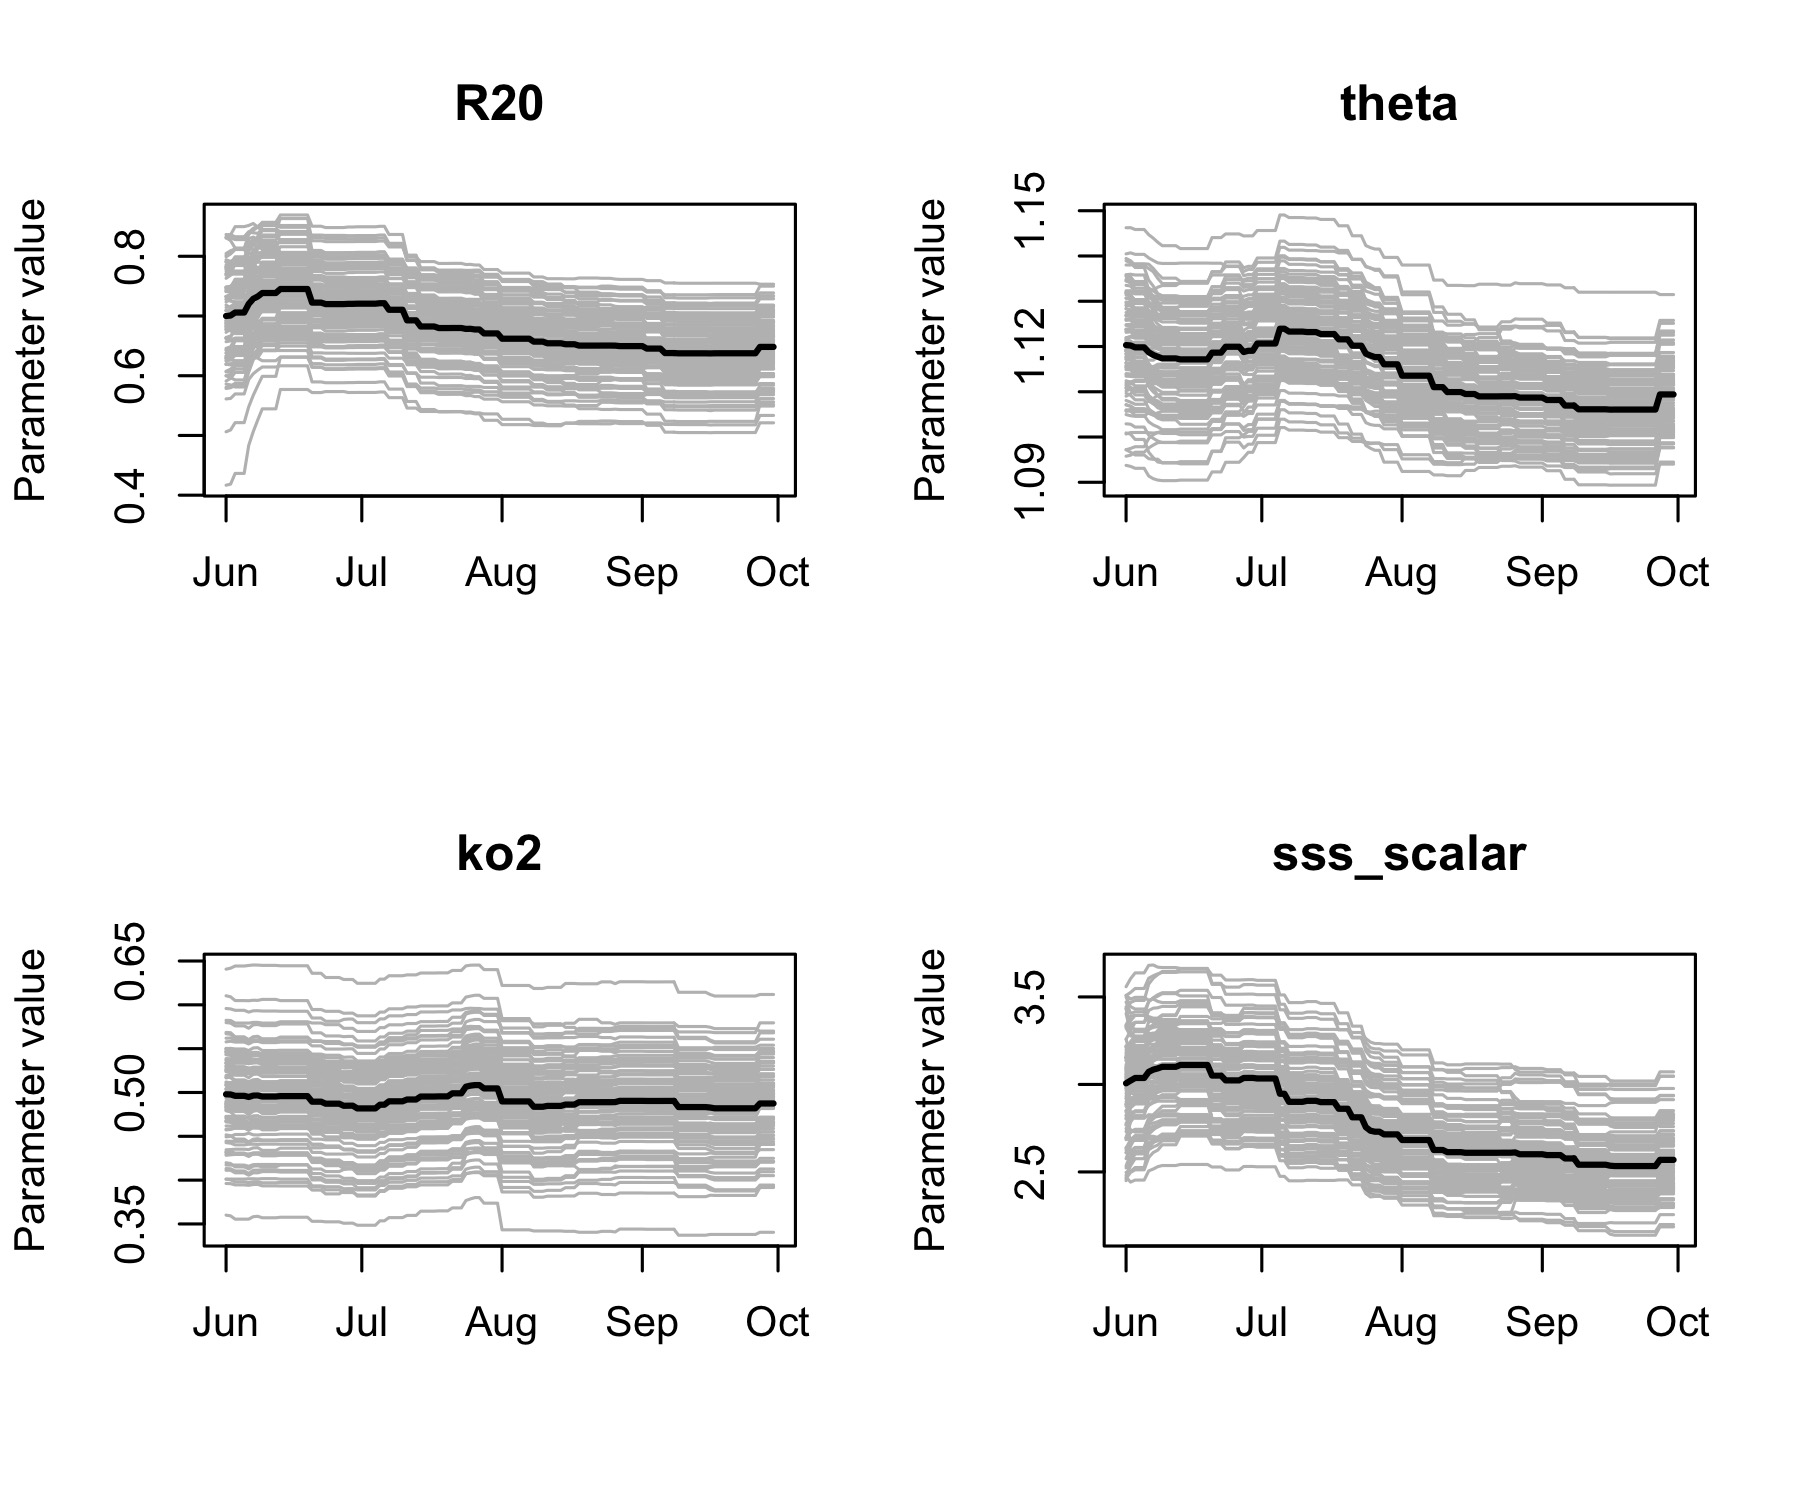 R20
Parameter value
0.8
0.6
0.4
Jun Jul Aug Sep Oct
theta
Parameter value
1.15
1.12
1.09
Jun Jul Aug Sep Oct
ko2
Parameter value
0.65
0.50
0.35
Jun Jul Aug Sep Oct
sss_scalar
Parameter value
3.5
2.5
Jun Jul Aug Sep Oct